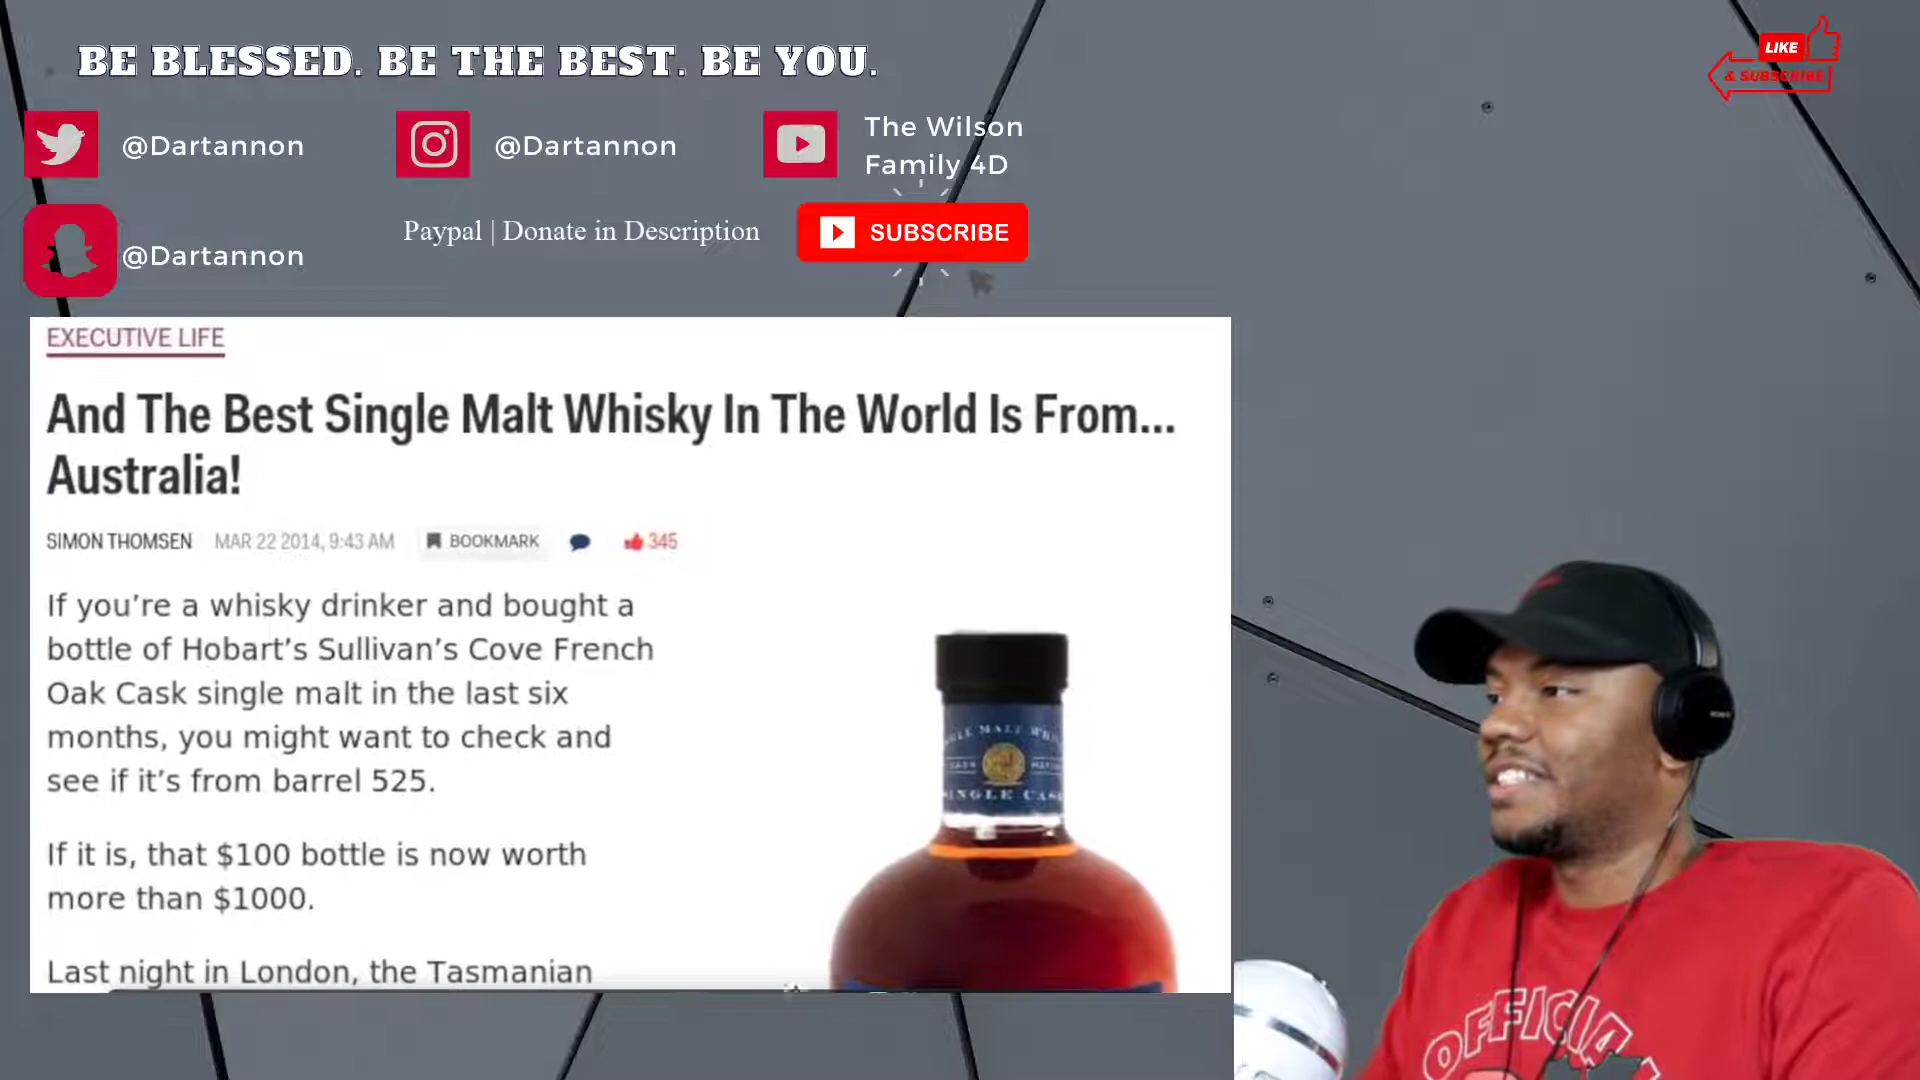 BE BLESSED. BE THE BEST. BE YOU.
LIKE
& SUBSCRIBE
@Dartannon
@Dartannon
The Wilson
Family 4D
@Dartannon
Paypal | Donate in Description
SUBSCRIBE
EXECUTIVE LIFE
And The Best Single Malt Whisky In The World Is From...
Australia!
SIMON THOMSEN MAR 22 2014, 9:43 AM BOOKMARK 345
If you’re a whisky drinker and bought a
bottle of Hobart’s Sullivan’s Cove French
Oak Cask single malt in the last six
months, you might want to check and
see if it’s from barrel 525.
If it is, that $100 bottle is now worth
more than $1000.
Last night in London, the Tasmanian
OFFICIAL